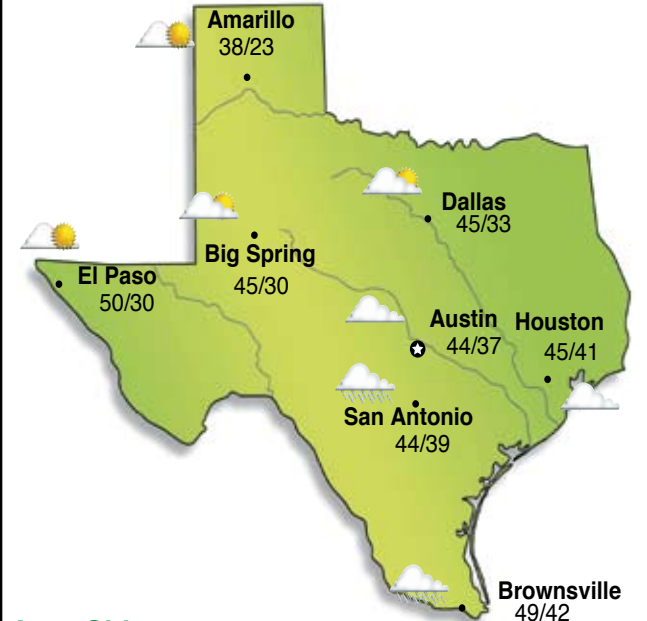 Amarillo
38/23
Dallas
45/33
Big Spring
45/30
El Paso
50/30
Austin
44/37
Houston
45/41
San Antonio
44/39
Brownsville
49/42